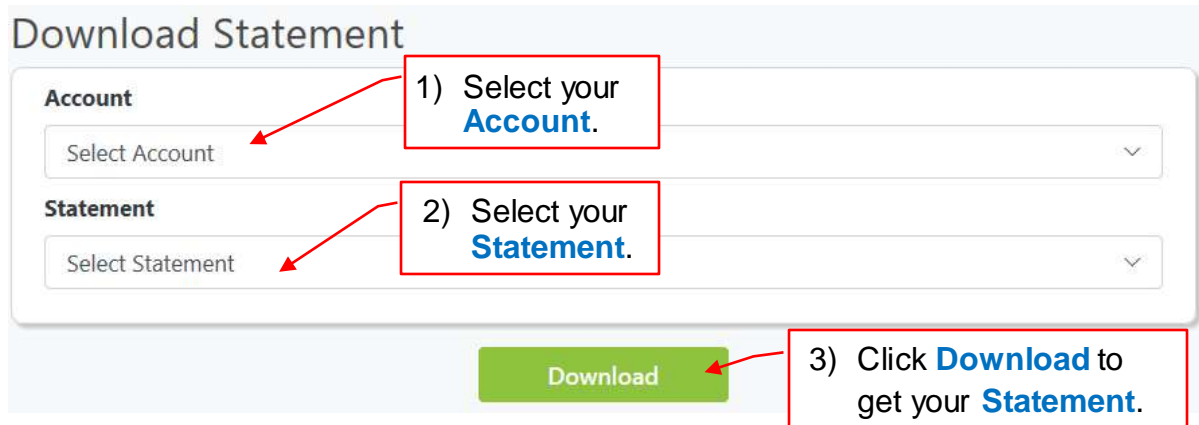 Download Statement
Account
1) Select your
Account.
Select Account
Statement
2) Select your
Statement.
Select Statement
Download
3) Click Download to
get your Statement.